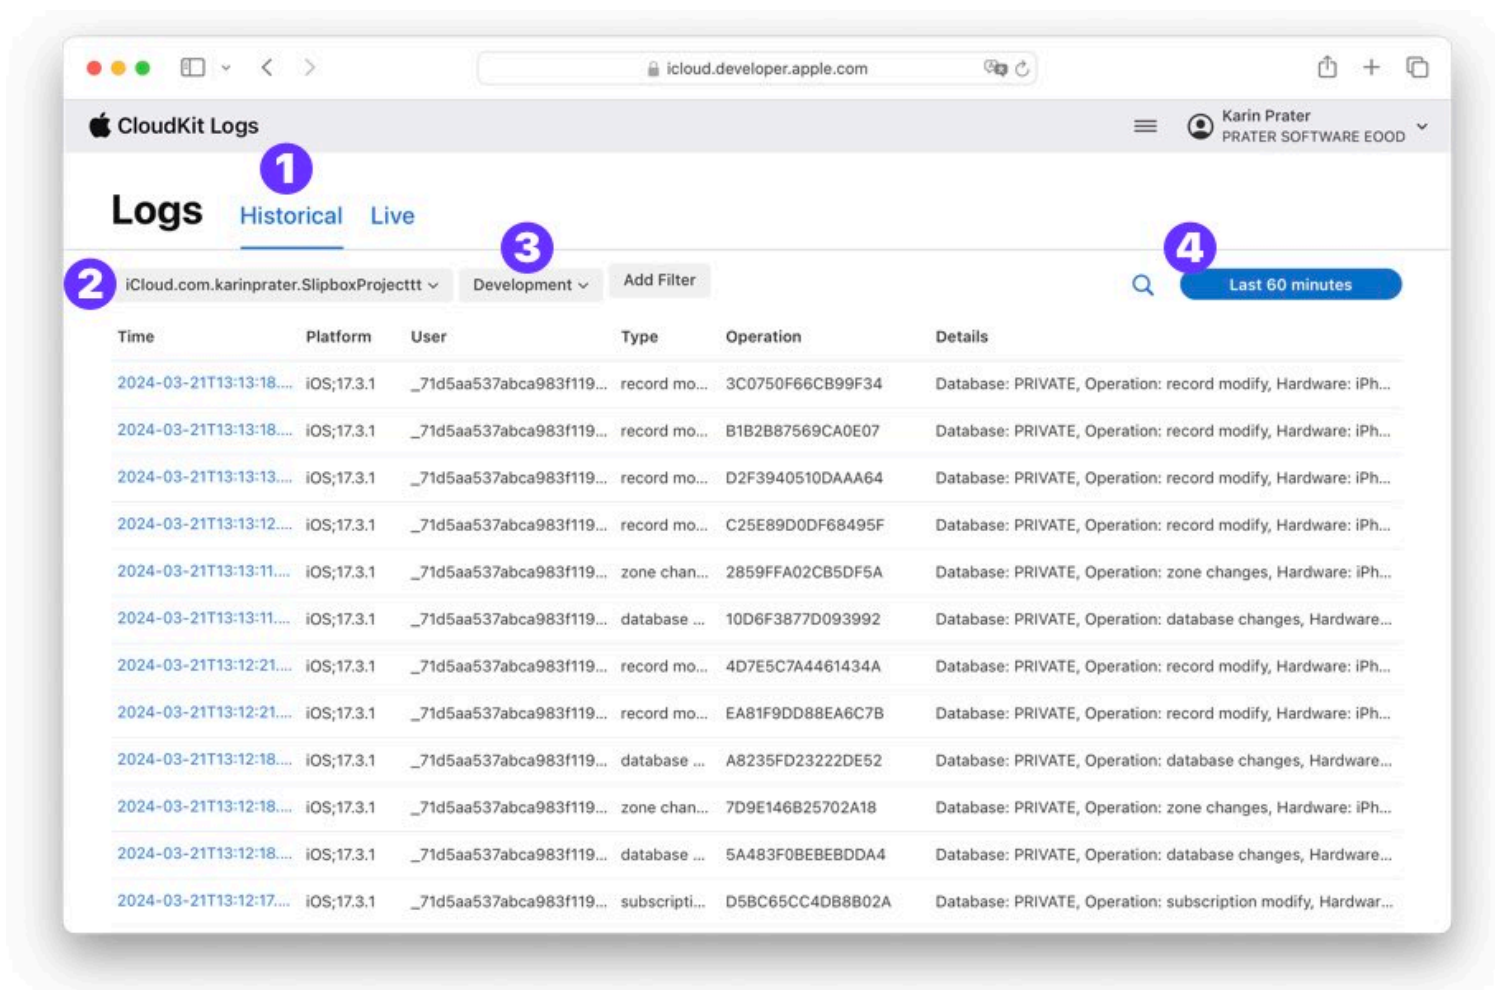 icloud.developer.apple.com
CloudKit Logs
Karin Prater
PRATER SOFTWARE EOOD
1
Logs Historical Live
3
4
2 iCloud.com.karinprater.SlipboxProjecttt Development Add Filter Last 60 minutes
Time Platform User Type Operation Details
2024-03-21T13:13:18.... iOS;17.3.1 _71d5aa537abca983f119... record mo... 3C0750F66CB99F34 Database: PRIVATE, Operation: record modify, Hardware: iPh...
2024-03-21T13:13:18.... iOS;17.3.1 _71d5aa537abca983f119... record mo... B1B2B87569CA0E07 Database: PRIVATE, Operation: record modify, Hardware: iPh...
2024-03-21T13:13:13.... iOS;17.3.1 _71d5aa537abca983f119... record mo... D2F3940510DAAA64 Database: PRIVATE, Operation: record modify, Hardware: iPh...
2024-03-21T13:13:12.... iOS;17.3.1 _71d5aa537abca983f119... record mo... C25E89D0DF68495F Database: PRIVATE, Operation: record modify, Hardware: iPh...
2024-03-21T13:13:11.... iOS;17.3.1 _71d5aa537abca983f119... zone chan... 2859FFA02CB5DF5A Database: PRIVATE, Operation: zone changes, Hardware: iPh...
2024-03-21T13:13:11.... iOS;17.3.1 _71d5aa537abca983f119... database ... 10D6F3877D093992 Database: PRIVATE, Operation: database changes, Hardware...
2024-03-21T13:12:21.... iOS;17.3.1 _71d5aa537abca983f119... record mo... 4D7E5C7A4461434A Database: PRIVATE, Operation: record modify, Hardware: iPh...
2024-03-21T13:12:21.... iOS;17.3.1 _71d5aa537abca983f119... record mo... EA81F9DD88EA6C7B Database: PRIVATE, Operation: record modify, Hardware: iPh...
2024-03-21T13:12:18.... iOS;17.3.1 _71d5aa537abca983f119... database ... A8235FD23222DE52 Database: PRIVATE, Operation: database changes, Hardware...
2024-03-21T13:12:18.... iOS;17.3.1 _71d5aa537abca983f119... zone chan... 7D9E146B25702A18 Database: PRIVATE, Operation: zone changes, Hardware: iPh...
2024-03-21T13:12:18.... iOS;17.3.1 _71d5aa537abca983f119... database ... 5A483F0BEBEBDDA4 Database: PRIVATE, Operation: database changes, Hardware...
2024-03-21T13:12:17.... iOS;17.3.1 _71d5aa537abca983f119... subscripti... D5BC65CC4DB8B02A Database: PRIVATE, Operation: subscription modify, Hardwar...